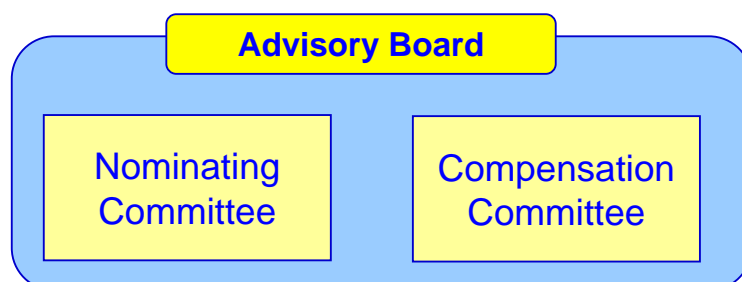 Advisory Board
Nominating
Committee
Compensation
Committee